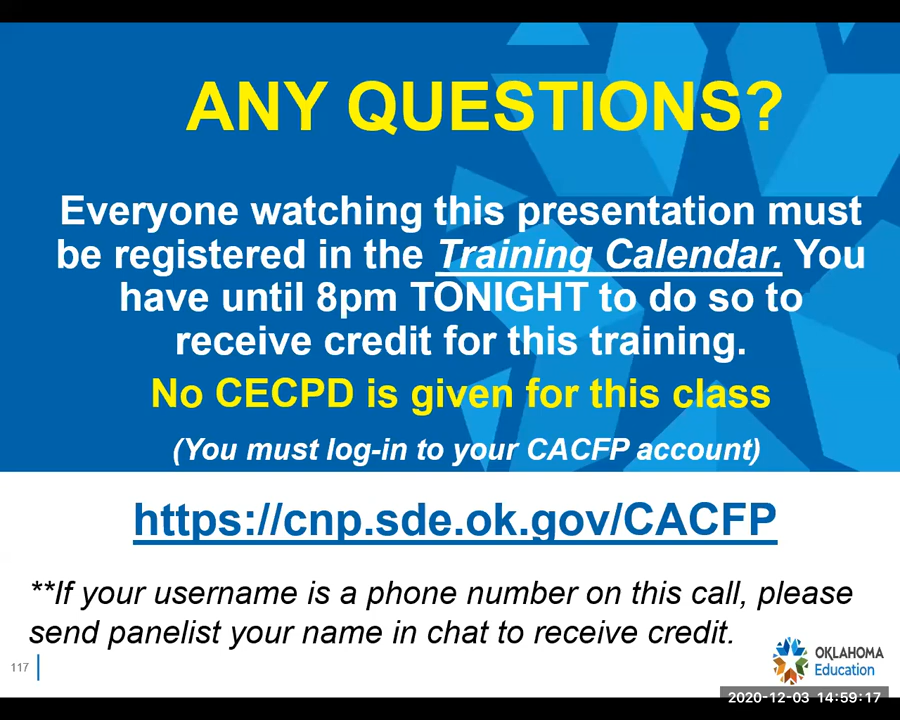 ANY QUESTIONS?
Everyone watching this presentation must
be registered in the Training Calendar. You
have until 8pm TONIGHT to do so to
receive credit for this training.
No CECPD is given for this class
(You must log-in to your CACFP account)
https://cnp.sde.ok.gov/CACFP
**If your username is a phone number on this call, please
send panelist your name in chat to receive credit.
117
OKLAHOMA
Education
2020-12-03 14:59:17